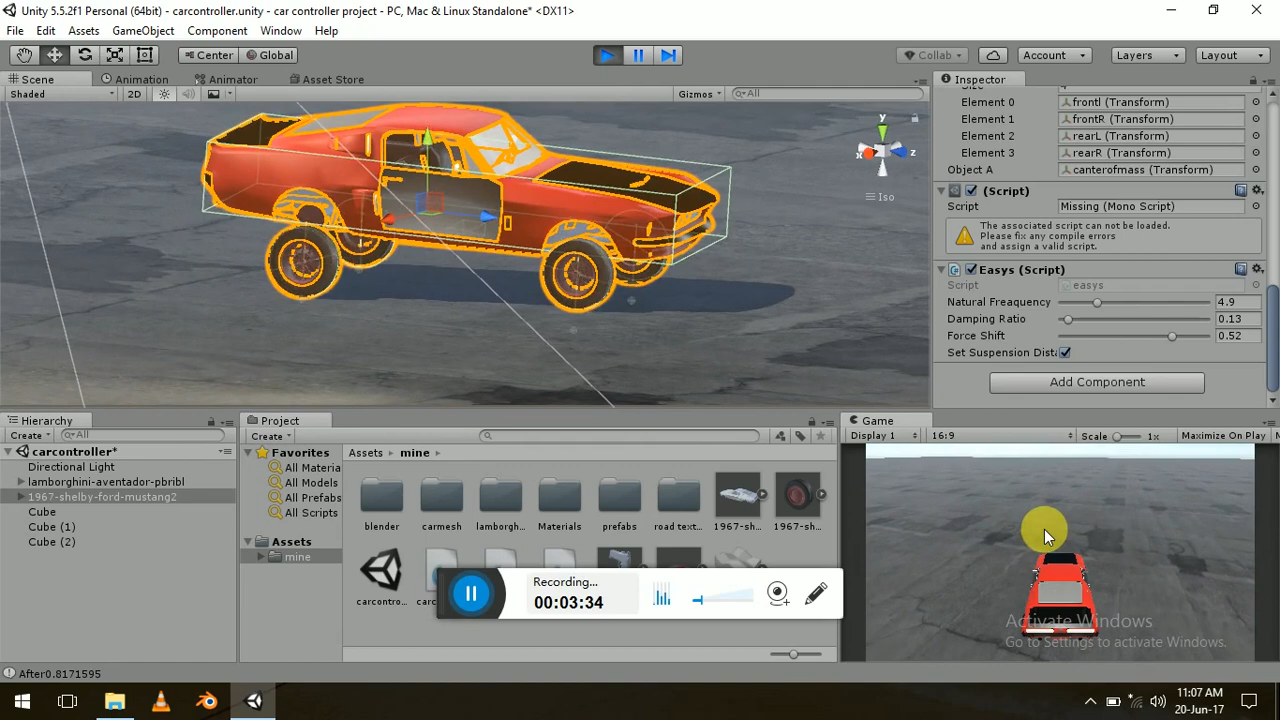 Unity 5.5.2f1 Personal (64bit) - carcontroller.unity - car controller project - PC, Mac & Linux Standalone* <DX11>
File Edit Assets GameObject Component Window Help
Center Global Collab Account Layers Layout
Scene Animation Animator Asset Store
Shaded 2D Gizmos All
y
x
z
Iso
Inspector
Element 0 frontl (Transform)
Element 1 frontR (Transform)
Element 2 rearL (Transform)
Element 3 rearR (Transform)
Object A canterofmass (Transform)
(Script)
Script Missing (Mono Script)
The associated script can not be loaded.
Please fix any compile errors
and assign a valid script.
Easys (Script)
Script easys
Natural Freaquency 4.9
Damping Ratio 0.13
Force Shift 0.52
Set Suspension Dista
Add Component
Hierarchy
Create All
carcontroller*
Directional Light
lamborghini-aventador-pbribl
1967-shelby-ford-mustang2
Cube
Cube (1)
Cube (2)
Project
Create
Favorites
All Materia
All Models
All Prefabs
All Scripts
Assets
mine
Assets mine
blender carmesh lamborgh... Materials prefabs road text... 1967-sh... 1967-sh...
carcontro...
Recording...
00:03:34
Game
Display 1 16:9 Scale 1x Maximize On Play
Activate Windows
Go to Settings to activate Windows.
After0.8171595
11:07 AM
20-Jun-17